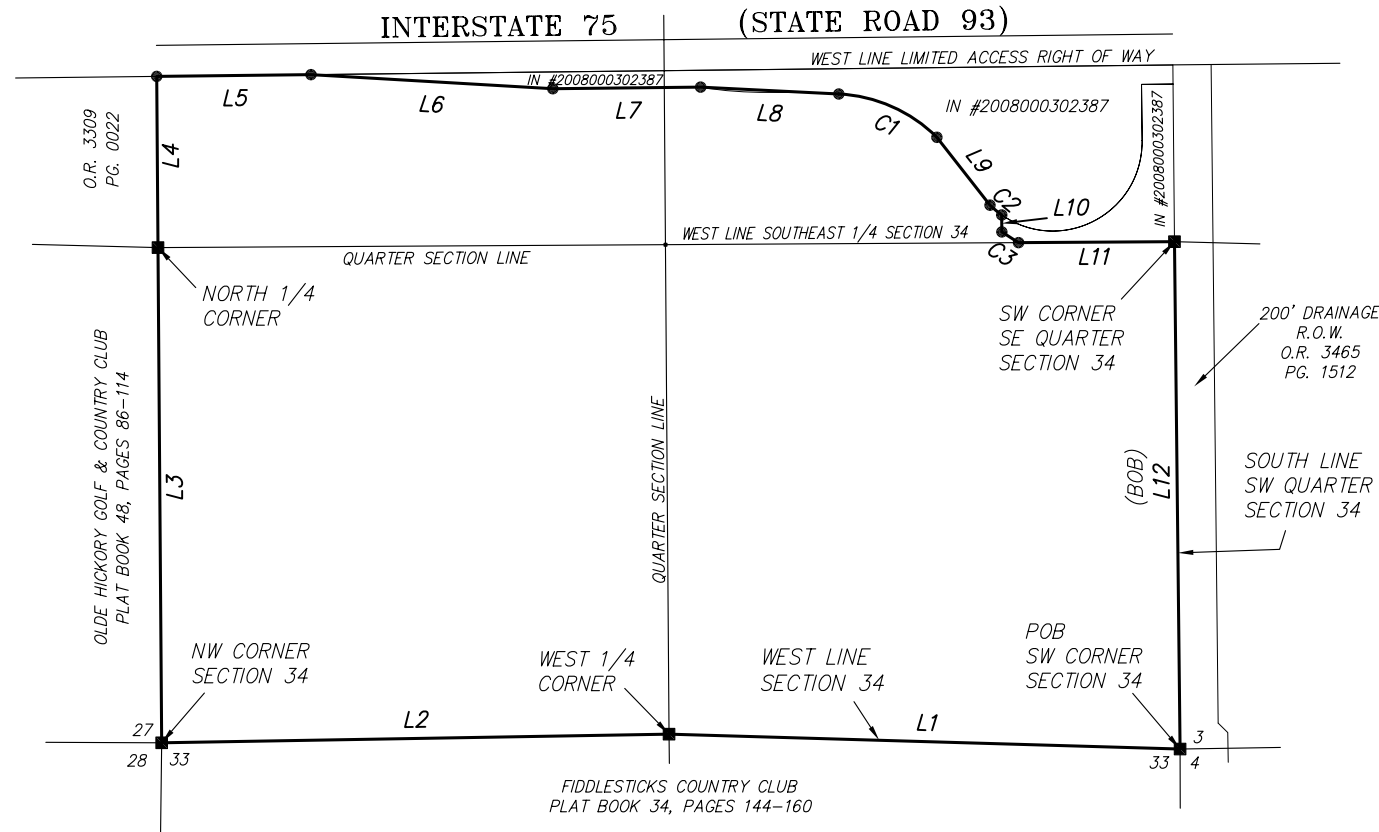 INTERSTATE 75 (STATE ROAD 93)
WEST LINE LIMITED ACCESS RIGHT OF WAY
IN #2008000302387
IN #2008000302387
IN #2008000302387
L5
L6
L7
L8
C1
L9
C2
L10
C3
L11
O.R. 3309
PG. 0022
L4
WEST LINE SOUTHEAST 1/4 SECTION 34
QUARTER SECTION LINE
NORTH 1/4
CORNER
SW CORNER
SE QUARTER
SECTION 34
200' DRAINAGE
R.O.W.
O.R. 3465
PG. 1512
OLDE HICKORY GOLF & COUNTRY CLUB
PLAT BOOK 48, PAGES 86-114
L3
QUARTER SECTION LINE
(BOB)
L12
SOUTH LINE
SW QUARTER
SECTION 34
NW CORNER
SECTION 34
WEST 1/4
CORNER
WEST LINE
SECTION 34
POB
SW CORNER
SECTION 34
L2
L1
27
28 33
3
33 4
FIDDLESTICKS COUNTRY CLUB
PLAT BOOK 34, PAGES 144-160